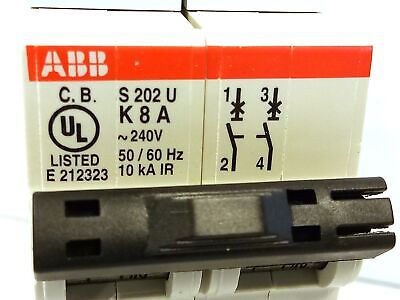 ABB
C.B. S 202 U
K 8 A
UL
~240V
LISTED 50 / 60 Hz
E 212323 10 kA IR
1 3
2 4